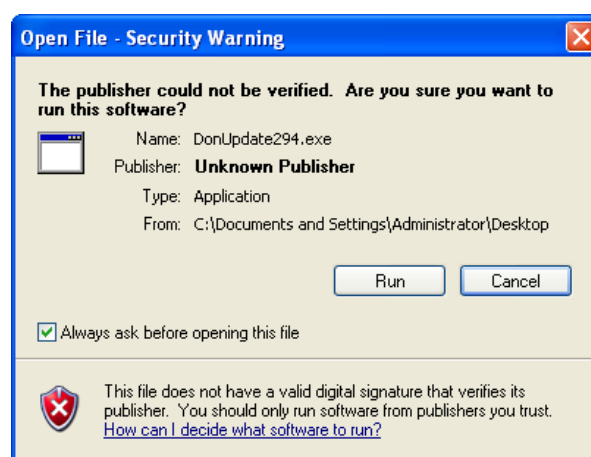 Open File - Security Warning
The publisher could not be verified. Are you sure you want to
run this software?
Name: DonUpdate294.exe
Publisher: Unknown Publisher
Type: Application
From: C:\Documents and Settings\Administrator\Desktop
Run Cancel
Always ask before opening this file
This file does not have a valid digital signature that verifies its
publisher. You should only run software from publishers you trust.
How can I decide what software to run?